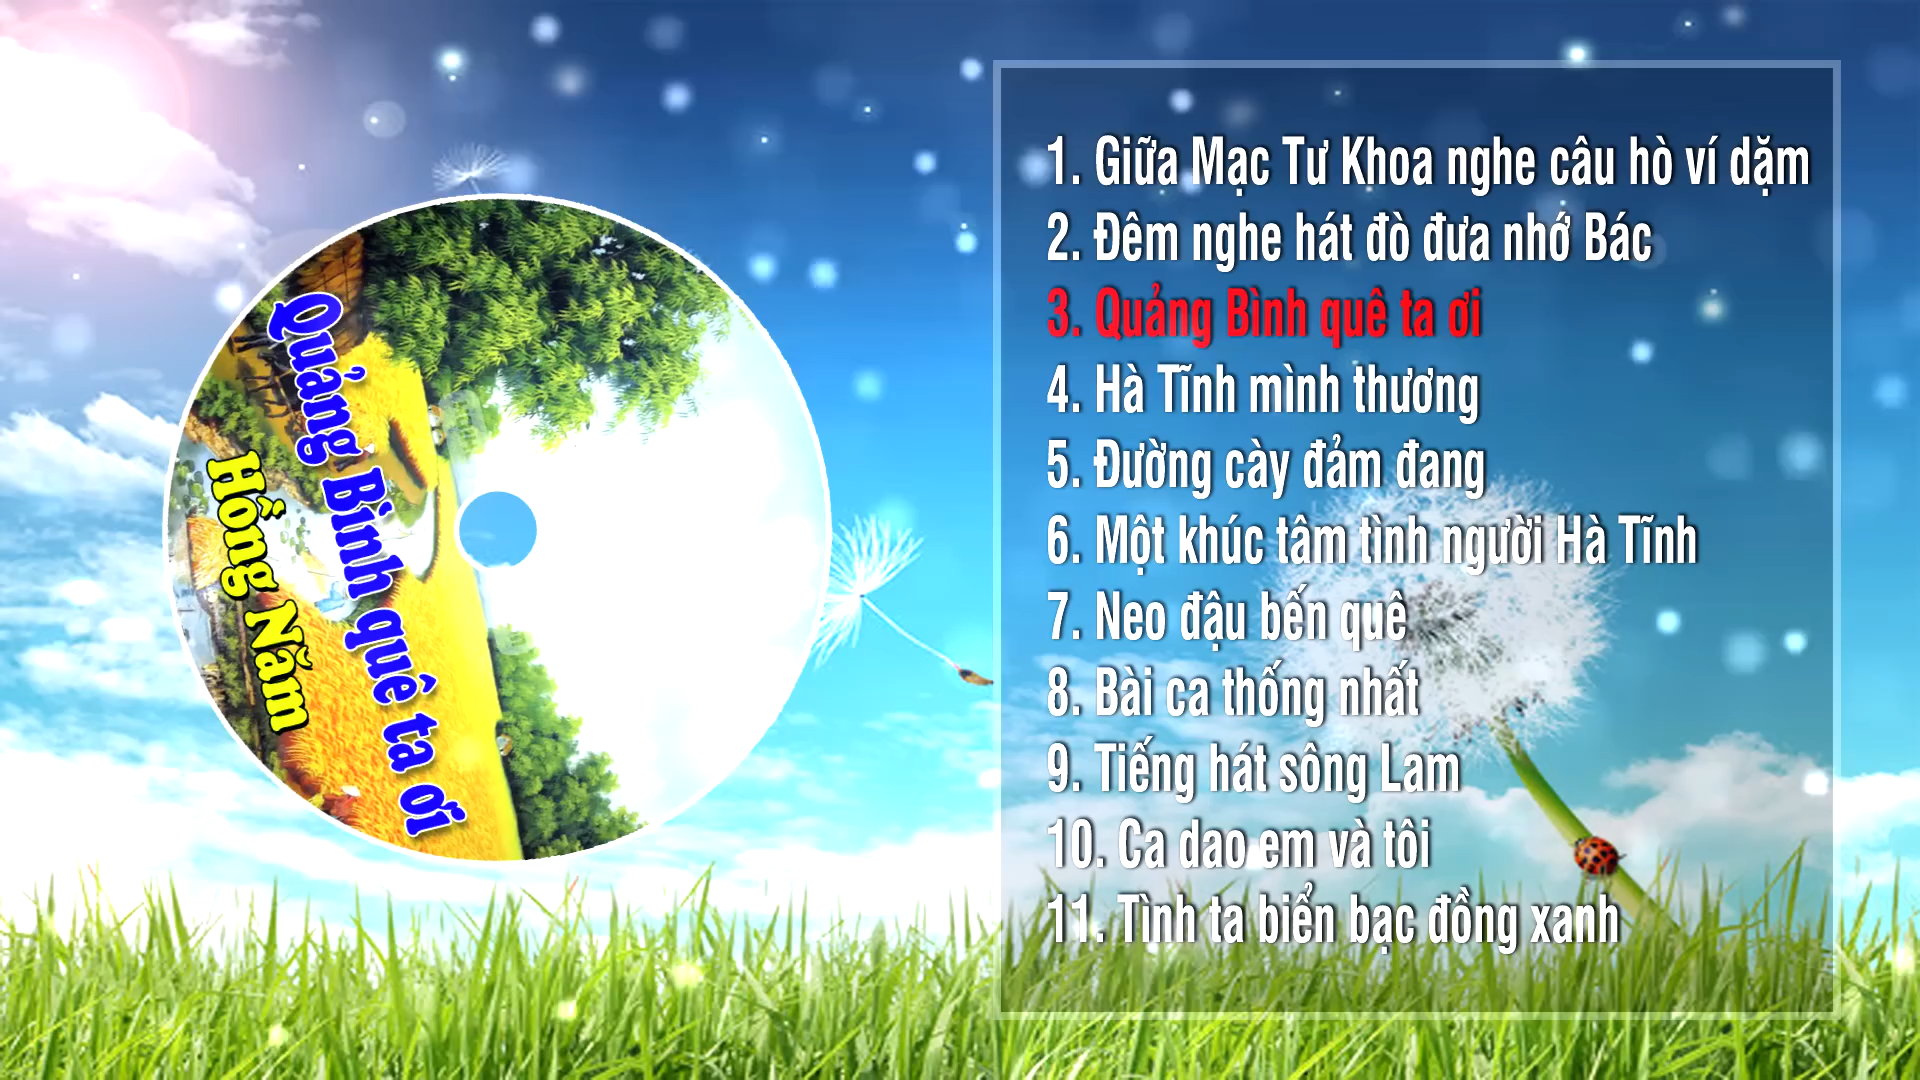 Quảng Bình quê ta ơi
Hồng Năm
1. Giữa Mạc Tư Khoa nghe câu hò ví dặm
2. Đêm nghe hát đò đưa nhớ Bác
3. Quảng Bình quê ta ơi
4. Hà Tĩnh mình thương
5. Đường cày đảm đang
6. Một khúc tâm tình người Hà Tĩnh
7. Neo đậu bến quê
8. Bài ca thống nhất
9. Tiếng hát sông Lam
10. Ca dao em và tôi
11. Tình ta biển bạc đồng xanh